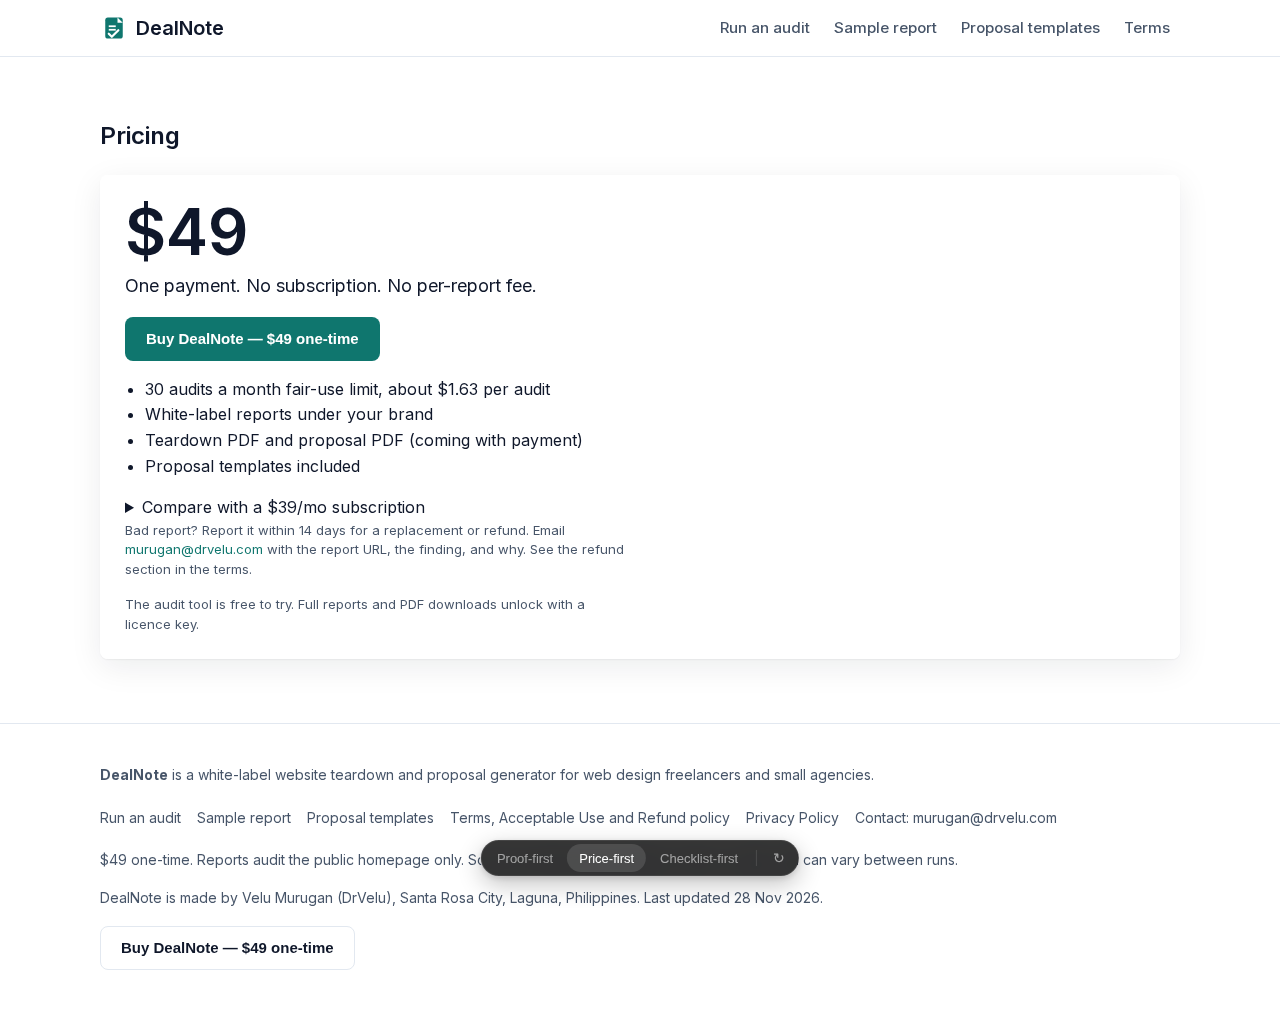 DealNote
Run an audit
Sample report
Proposal templates
Terms
Pricing
$49
One payment. No subscription. No per-report fee.
Buy DealNote — $49 one-time
30 audits a month fair-use limit, about $1.63 per audit
White-label reports under your brand
Teardown PDF and proposal PDF (coming with payment)
Proposal templates included
Compare with a $39/mo subscription
Bad report? Report it within 14 days for a replacement or refund. Email
murugan@drvelu.com with the report URL, the finding, and why. See the refund
section in the terms.
The audit tool is free to try. Full reports and PDF downloads unlock with a
licence key.
DealNote is a white-label website teardown and proposal generator for web design freelancers and small agencies.
Run an audit
Sample report
Proposal templates
Terms, Acceptable Use and Refund policy
Privacy Policy
Contact: murugan@drvelu.com
$49 one-time. Reports audit the public homepage only. can vary between runs.
Proof-first
Price-first
Checklist-first
↻
DealNote is made by Velu Murugan (DrVelu), Santa Rosa City, Laguna, Philippines. Last updated 28 Nov 2026.
Buy DealNote — $49 one-time